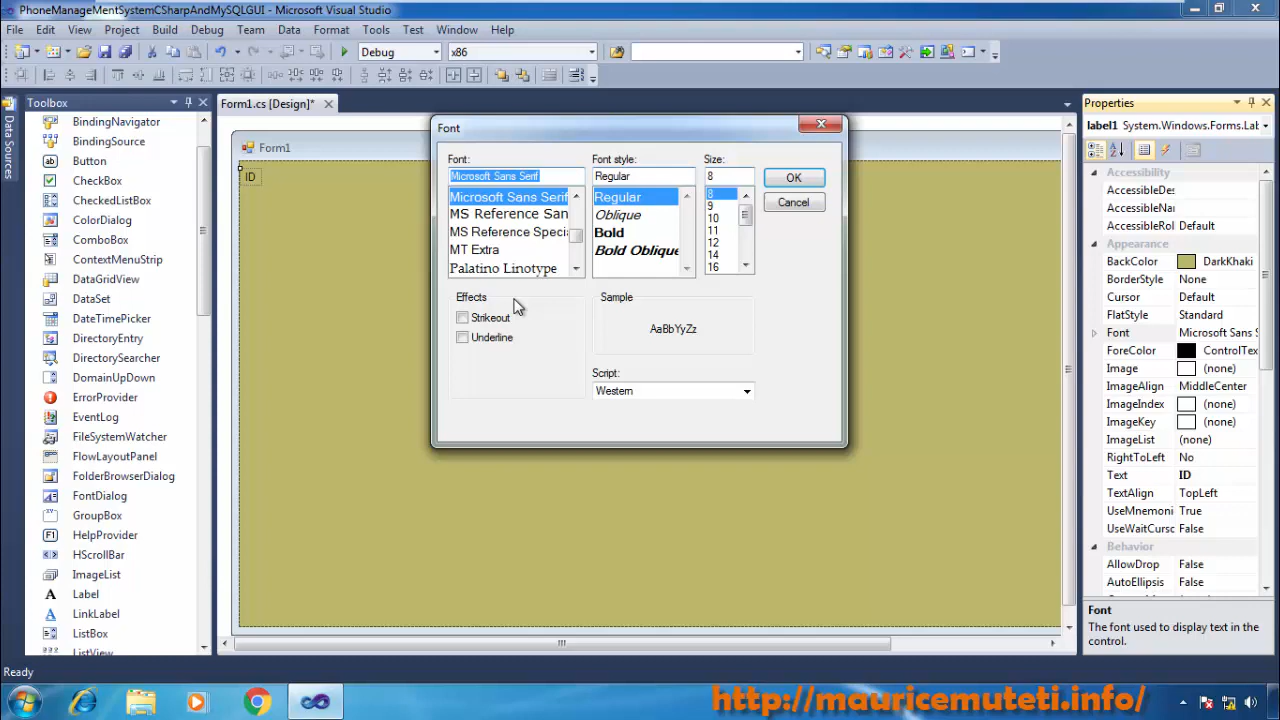 PhoneManageMentSystemCSharpAndMySQLGUI - Microsoft Visual Studio
File Edit View Project Build Debug Team Data Format Tools Test Window Help
Debug x86
Toolbox
Form1.cs [Design]*
Properties
Data Sources
BindingNavigator
BindingSource
Button
CheckBox
CheckedListBox
ColorDialog
ComboBox
ContextMenuStrip
DataGridView
DataSet
DateTimePicker
DirectoryEntry
DirectorySearcher
DomainUpDown
ErrorProvider
EventLog
FileSystemWatcher
FlowLayoutPanel
FolderBrowserDialog
FontDialog
GroupBox
HelpProvider
HScrollBar
ImageList
Label
LinkLabel
ListBox
ListView
Form1
ID
Font
Font: Font style: Size:
Microsoft Sans Serif Regular 8
Microsoft Sans Serif
MS Reference San
MS Reference Speci
MT Extra
Palatino Linotype
Regular
Oblique
Bold
Bold Oblique
8
9
10
11
12
14
16
OK
Cancel
Effects
Strikeout
Underline
Sample
AaBbYyZz
Script:
Western
label1 System.Windows.Forms.Lab
Accessibility
AccessibleDes
AccessibleNar
AccessibleRol Default
Appearance
BackColor DarkKhaki
BorderStyle None
Cursor Default
FlatStyle Standard
Font Microsoft Sans S
ForeColor ControlTex
Image (none)
ImageAlign MiddleCenter
ImageIndex (none)
ImageKey (none)
ImageList (none)
RightToLeft No
Text ID
TextAlign TopLeft
UseMnemoni True
UseWaitCursc False
Behavior
AllowDrop False
AutoEllipsis False
Font
The font used to display text in the
control.
Ready
http://mauricemuteti.info/